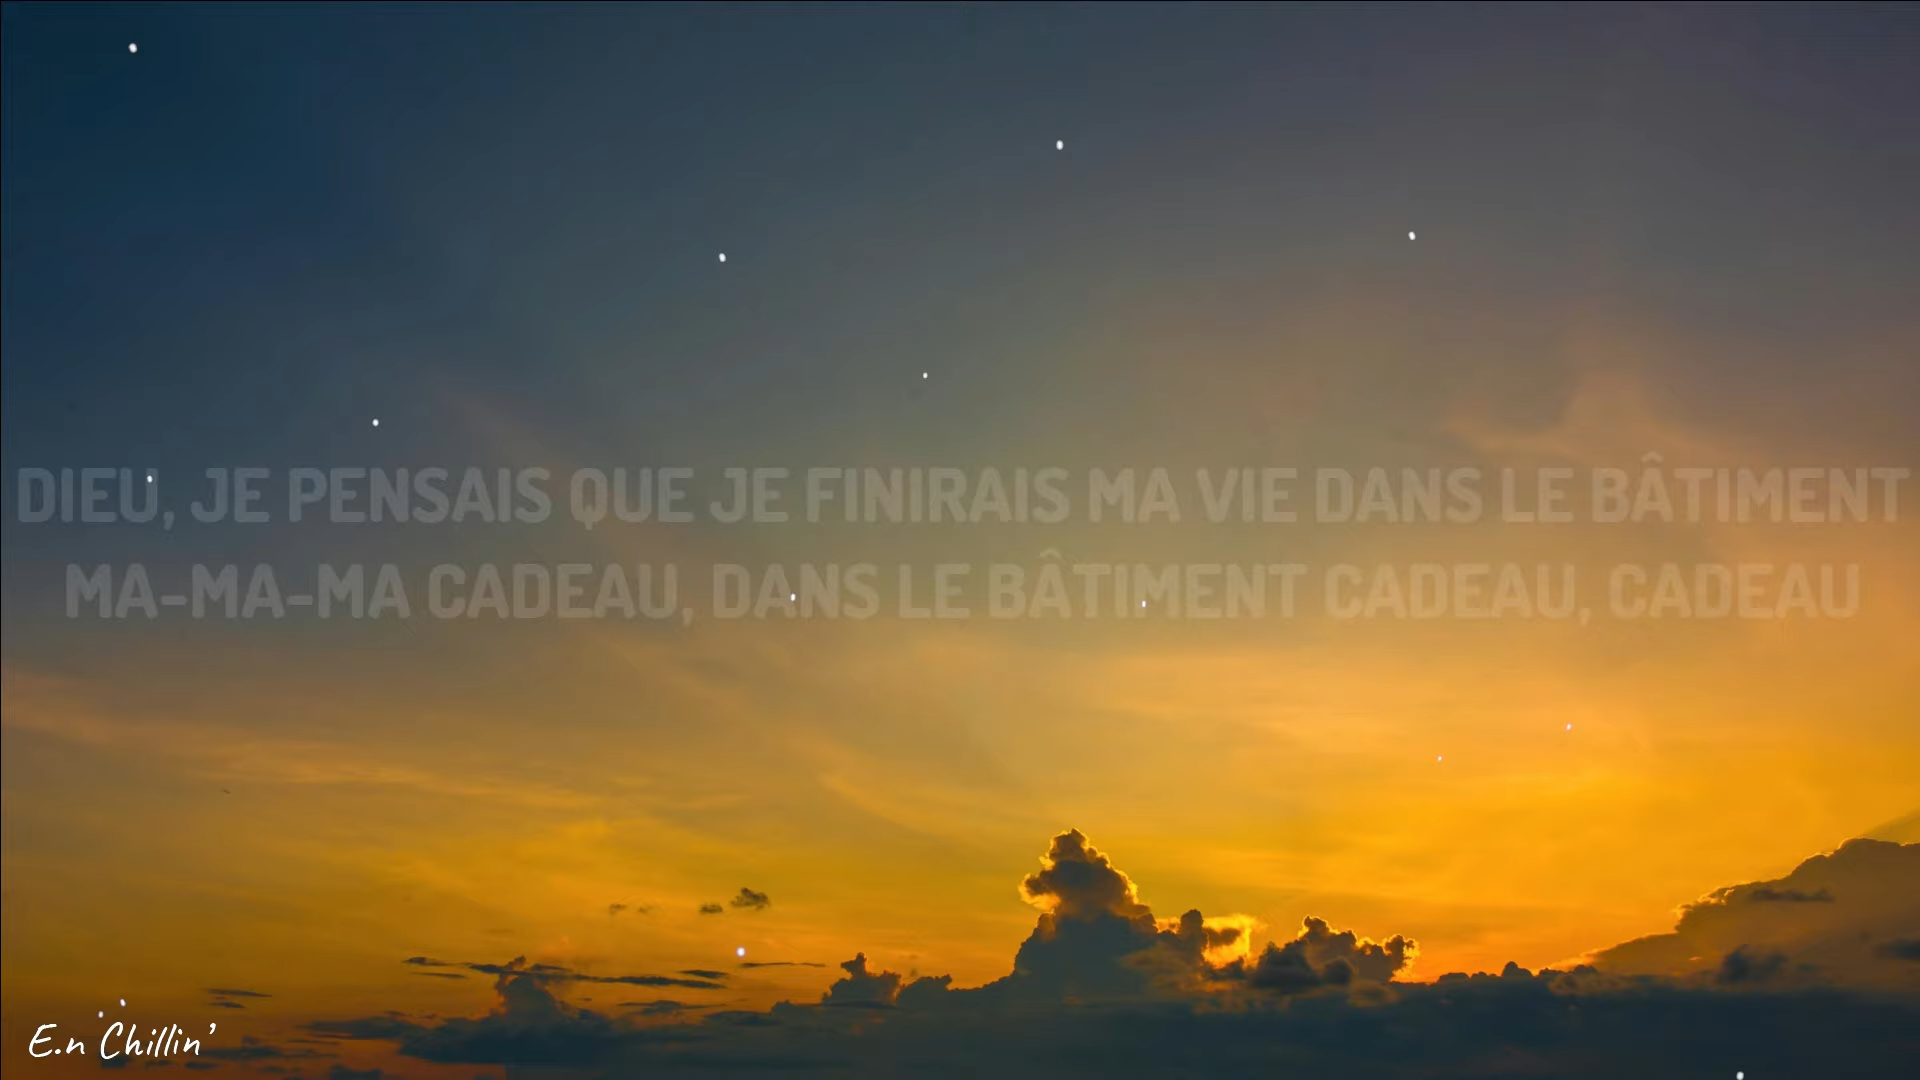 DIEU, JE PENSAIS QUE JE FINIRAIS MA VIE DANS LE BÂTIMENT
MA-MA-MA CADEAU, DANS LE BÂTIMENT CADEAU, CADEAU
E.n Chillin'